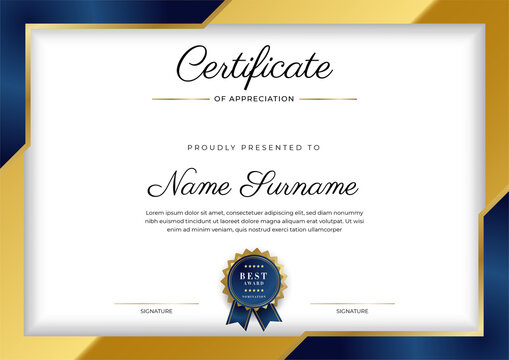 Certificate
OF APPRECIATION
PROUDLY PRESENTED TO
Name Surname
Lorem ipsum dolor sit amet, consectetuer adipiscing elit, sed diam nonummy
nibh euismod tincidunt ut laoreet dolore magna aliquam erat volutpat.
Ut wisi enim ad minim veniam, quis nostrud exerci tation ullamcorper
BEST
AWARD
NOMINATION
SIGNATURE
SIGNATURE